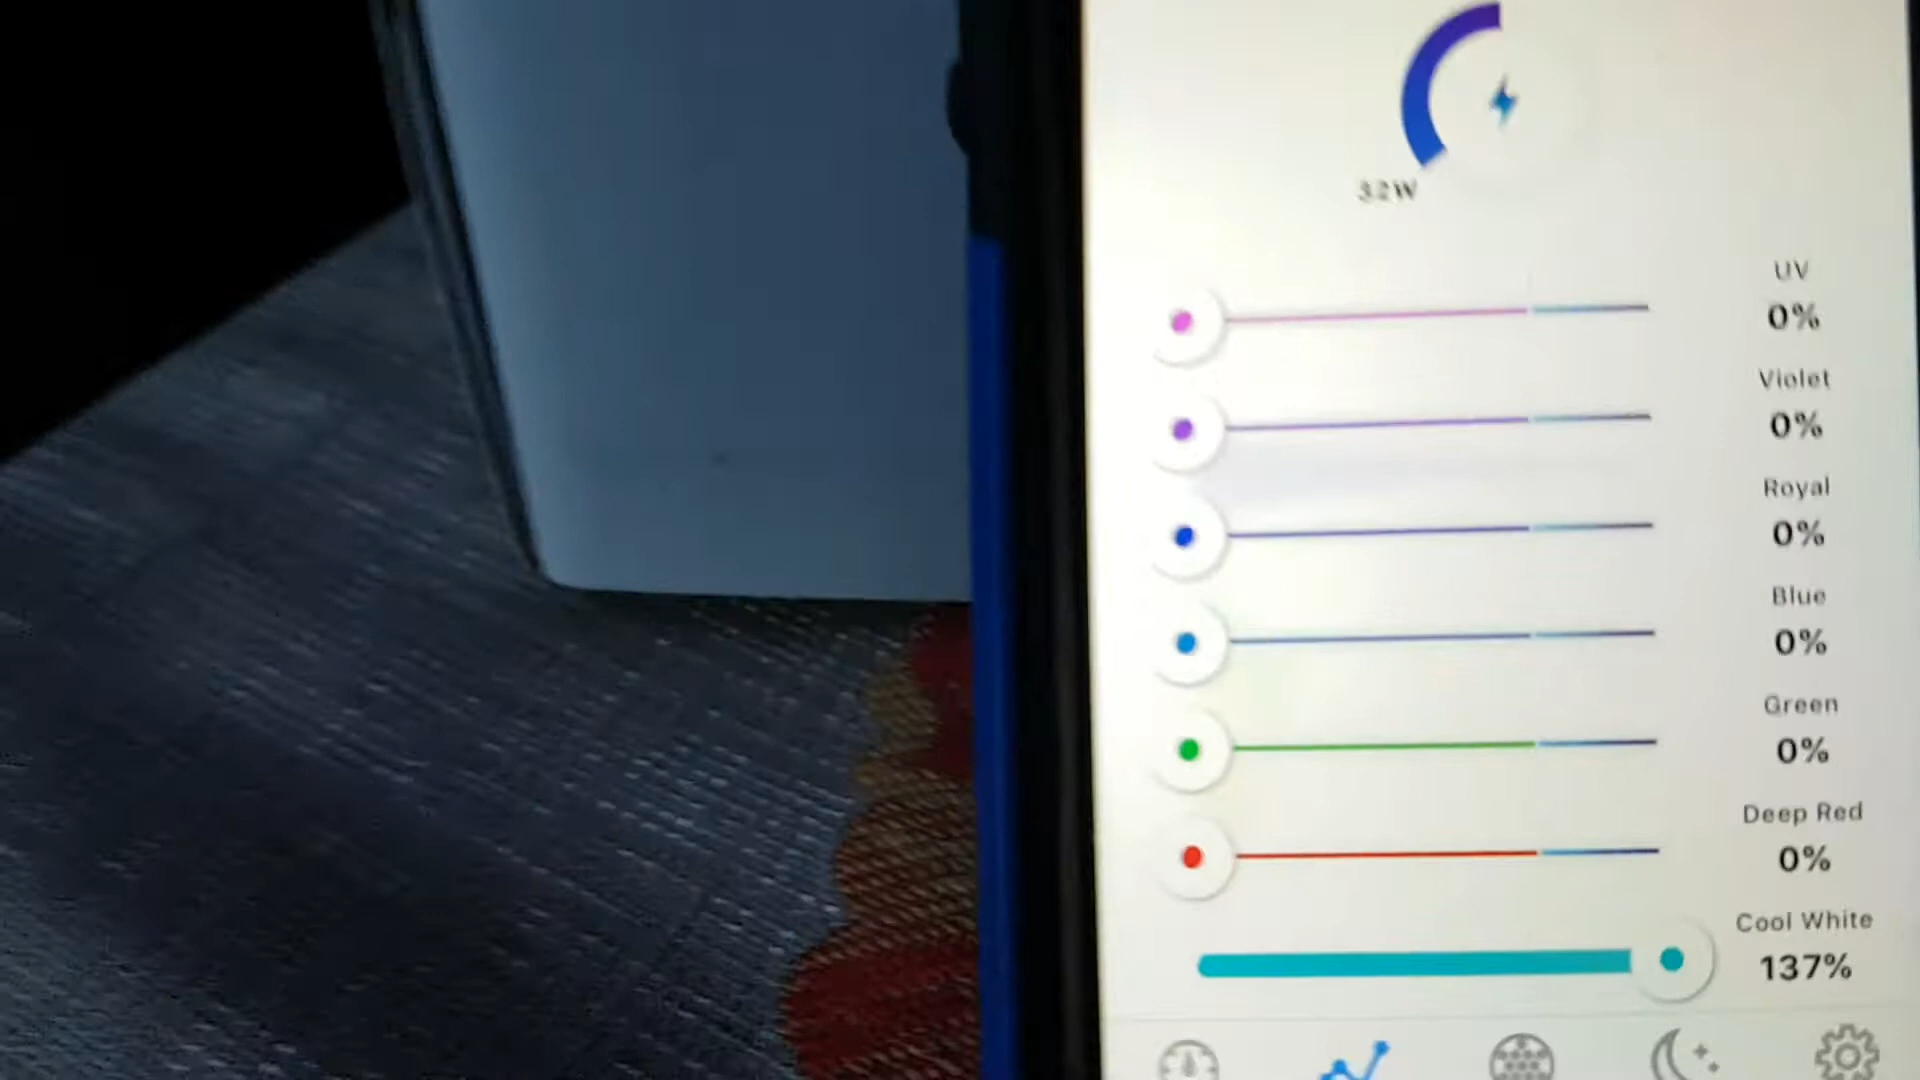 32W
UV
0%
Violet
0%
Royal
0%
Blue
0%
Green
0%
Deep Red
0%
Cool White
137%